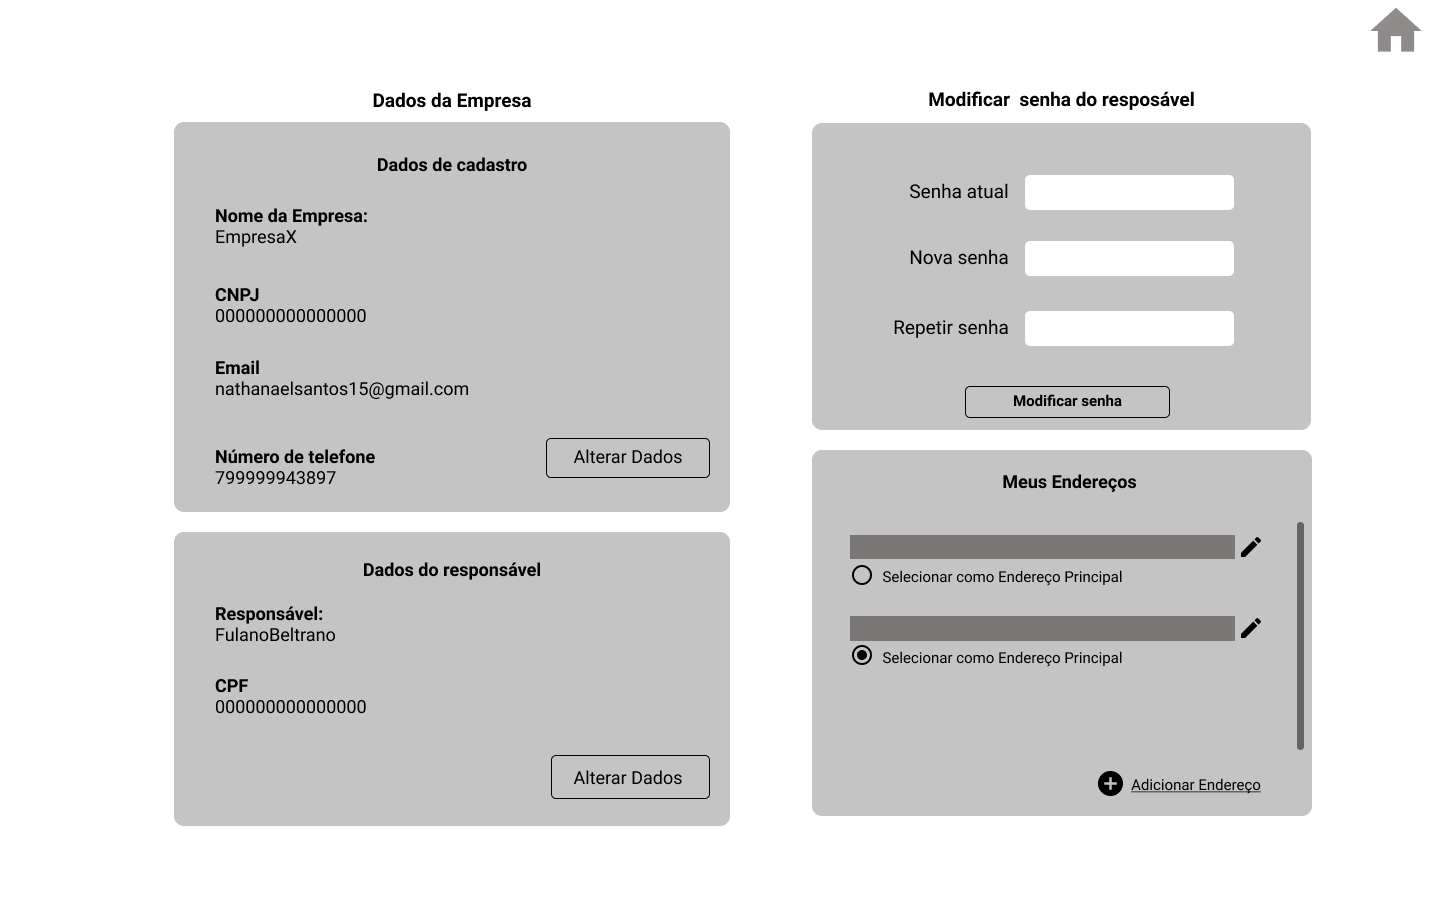 Dados da Empresa
Dados de cadastro
Nome da Empresa:
EmpresaX
CNPJ
000000000000000
Email
nathanaelsantos15@gmail.com
Número de telefone
799999943897
Alterar Dados
Dados do responsável
Responsável:
FulanoBeltrano
CPF
000000000000000
Alterar Dados
Modificar  senha do resposável
Senha atual
Nova senha
Repetir senha
Modificar senha
Meus Endereços
Selecionar como Endereço Principal
Selecionar como Endereço Principal
Adicionar Endereço